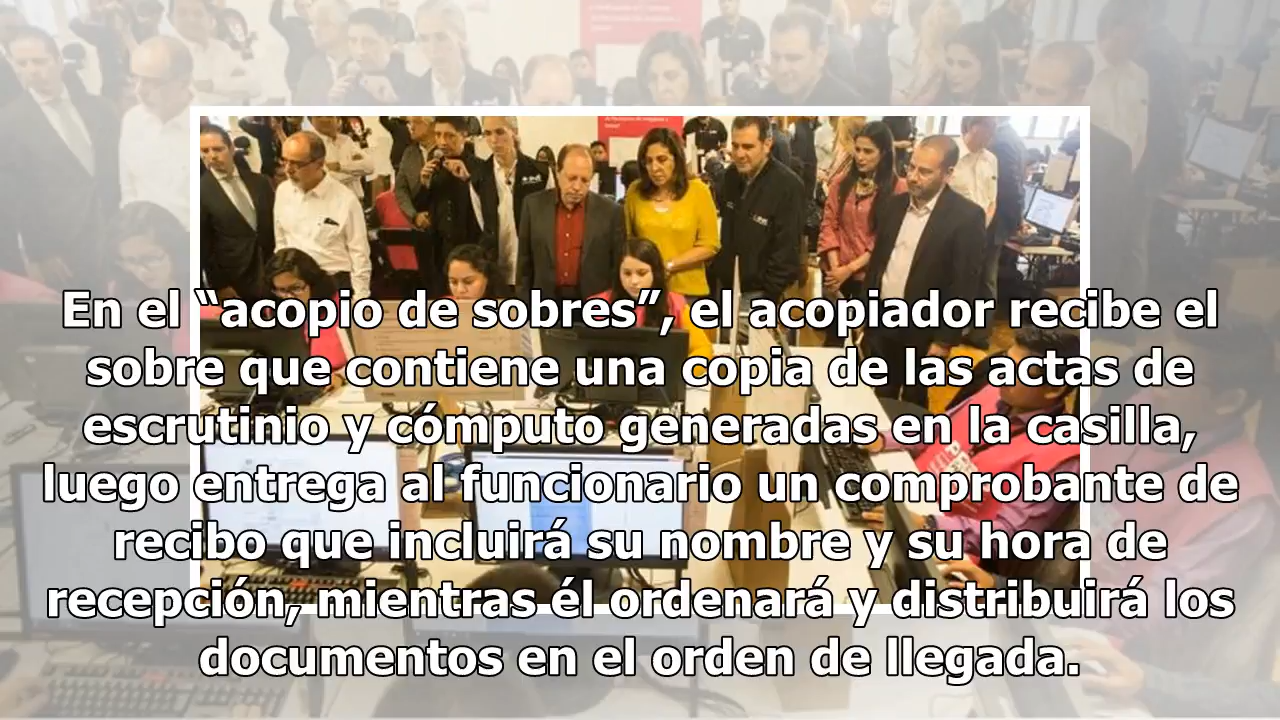 En el “acopio de sobres”, el acopiador recibe el
sobre que contiene una copia de las actas de
escrutinio y cómputo generadas en la casilla,
luego entrega al funcionario un comprobante de
recibo que incluirá su nombre y su hora de
recepción, mientras él ordenará y distribuirá los
documentos en el orden de llegada.